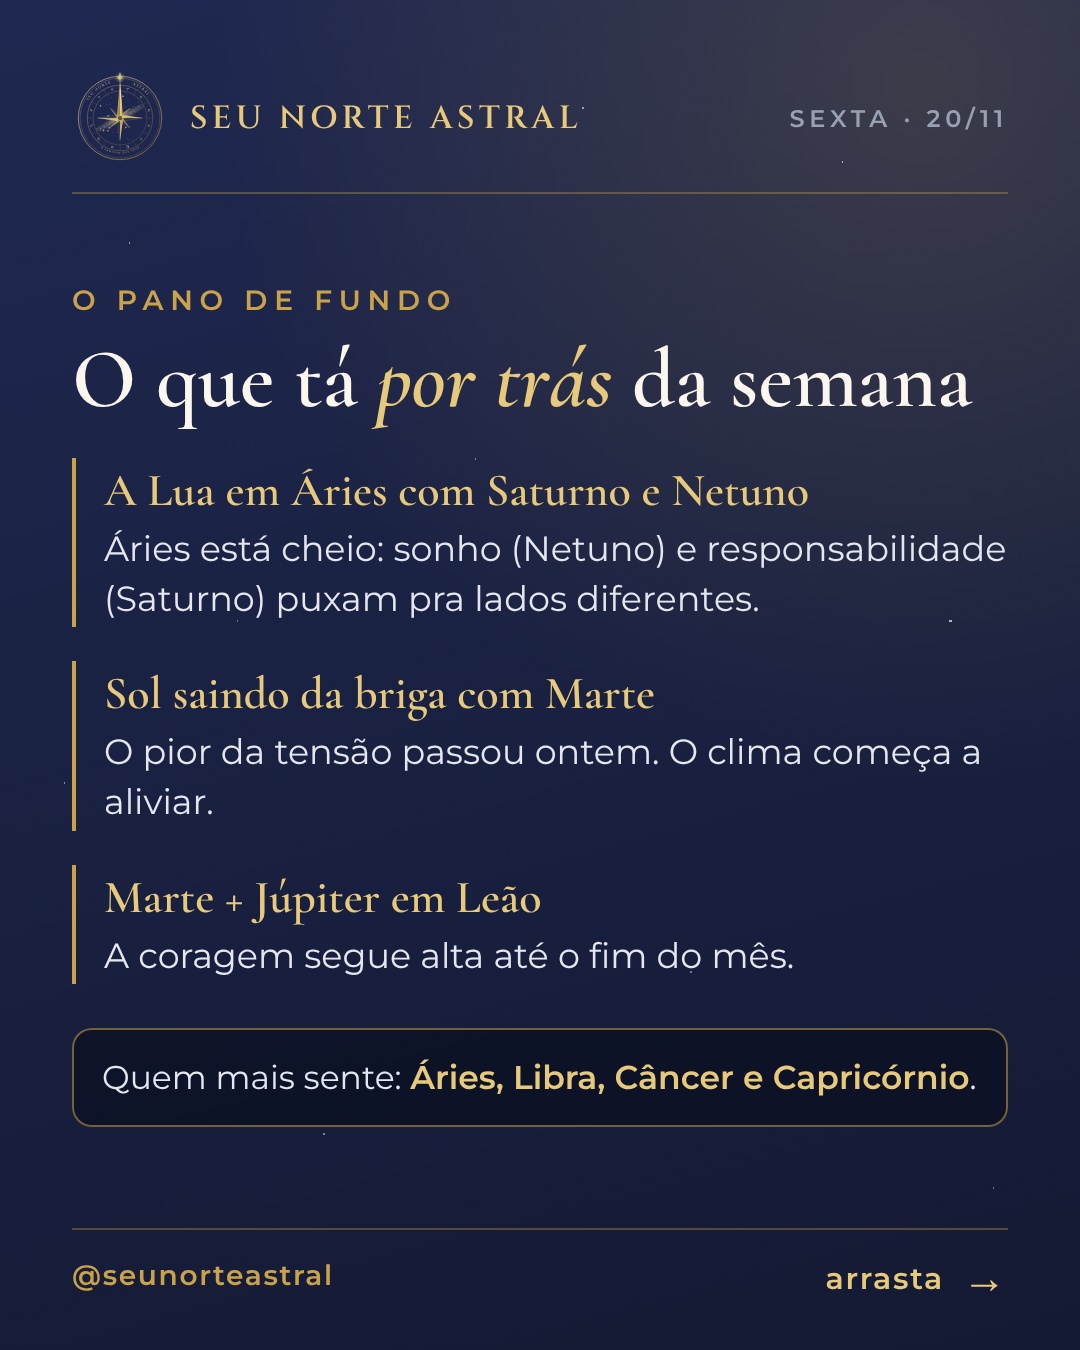 SEU NORTE ASTRAL
SEXTA · 20/11
O PANO DE FUNDO
O que tá por trás da semana
A Lua em Áries com Saturno e Netuno
Áries está cheio: sonho (Netuno) e responsabilidade
(Saturno) puxam pra lados diferentes.
Sol saindo da briga com Marte
O pior da tensão passou ontem. O clima começa a
aliviar.
Marte + Júpiter em Leão
A coragem segue alta até o fim do mês.
Quem mais sente: Áries, Libra, Câncer e Capricórnio.
@seunorteastral
arrasta →